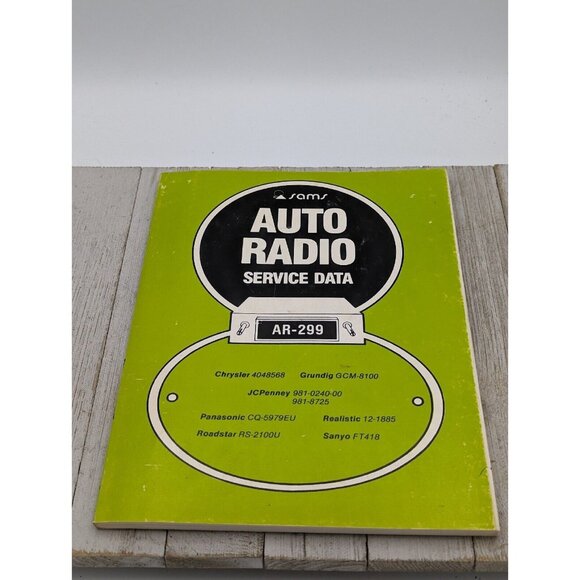 sams
AUTO
RADIO
SERVICE DATA
AR-299
Chrysler 4048568 Grundig GCM-8100
JCPenney 981-0240-00
981-8725
Panasonic CQ-5979EU Realistic 12-1885
Roadstar RS-2100U Sanyo FT418